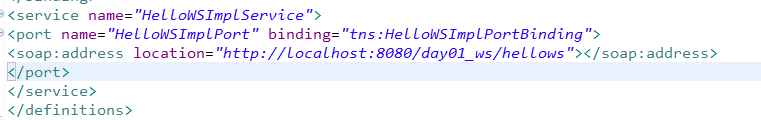 <service name="HelloWSImplService">
<port name="HelloWSImplPort" binding="tns:HelloWSImplPortBinding">
<soap:address location="http://localhost:8080/day01_ws/hellows"></soap:address>
</port>
</service>
</definitions>